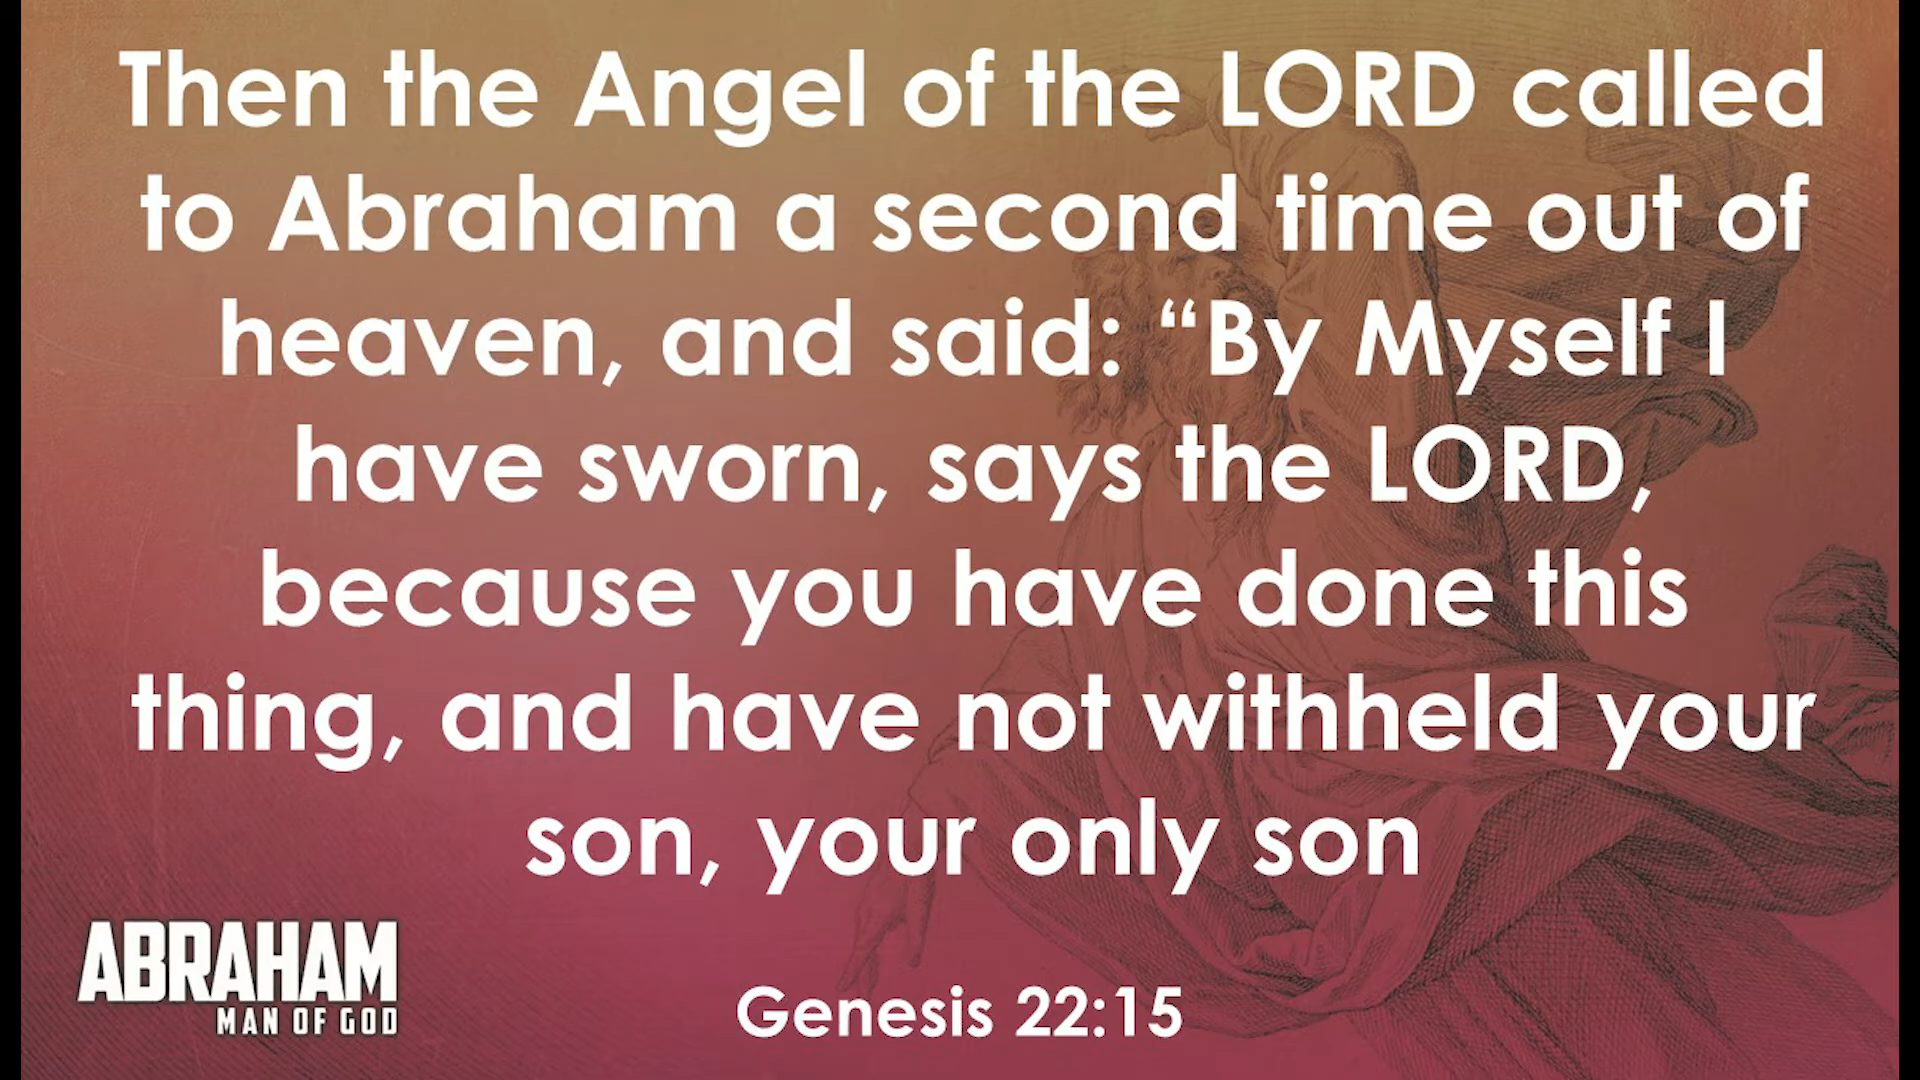 Then the Angel of the LORD called
to Abraham a second time out of
heaven, and said: “By Myself I
have sworn, says the LORD,
because you have done this
thing, and have not withheld your
son, your only son
ABRAHAM
MAN OF GOD
Genesis 22:15